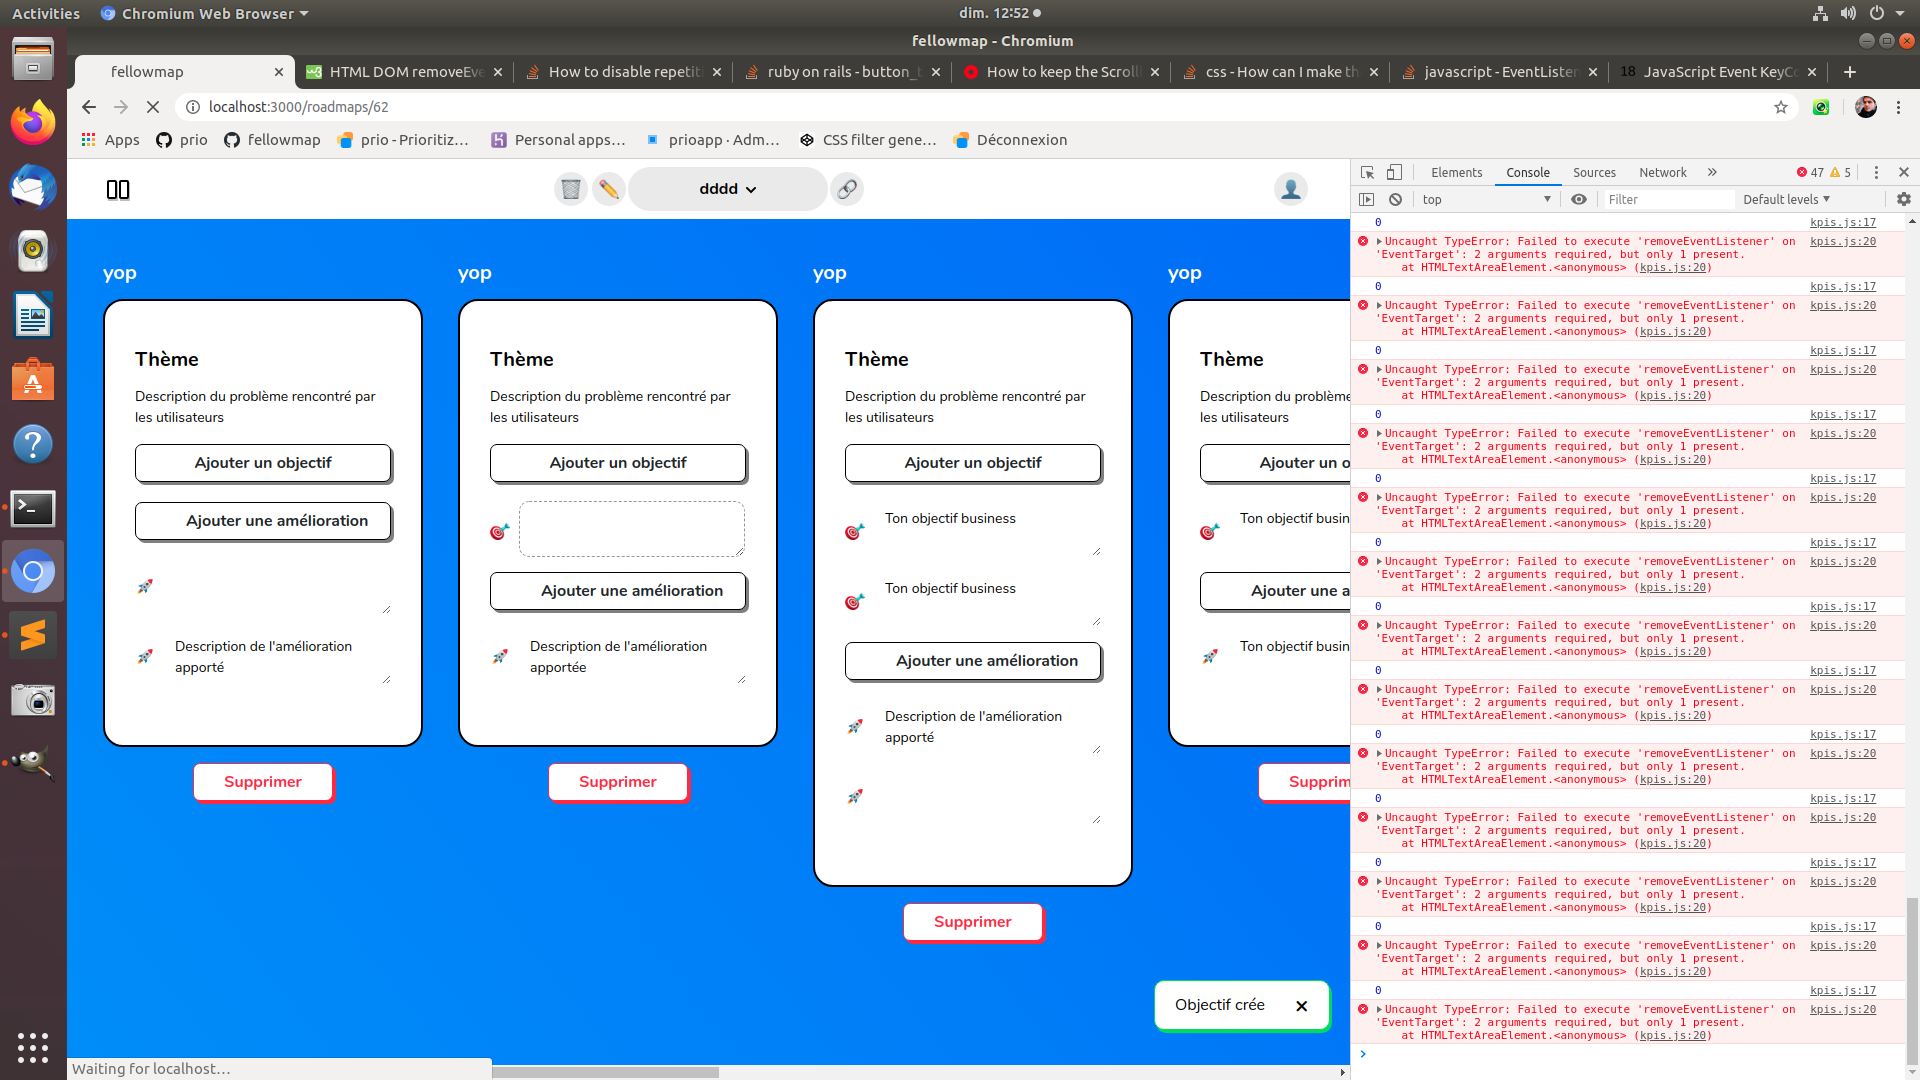 Activities
Chromium Web Browser
dim. 12:52
fellowmap - Chromium
fellowmap
HTML DOM removeEve
How to disable repetit
ruby on rails - button_t
How to keep the Scroll
css - How can I make th
javascript - EventListen
18 JavaScript Event KeyCo
localhost:3000/roadmaps/62
Apps
prio
fellowmap
prio - Prioritiz…
Personal apps…
prioapp · Adm…
CSS filter gene…
Déconnexion
dddd
yop
Thème
Description du problème rencontré par
les utilisateurs
Ajouter un objectif
Ajouter une amélioration
Description de l'amélioration
apporté
Supprimer
yop
Thème
Description du problème rencontré par
les utilisateurs
Ajouter un objectif
Ajouter une amélioration
Description de l'amélioration
apportée
Supprimer
yop
Thème
Description du problème rencontré par
les utilisateurs
Ajouter un objectif
Ton objectif business
Ton objectif business
Ajouter une amélioration
Description de l'amélioration
apporté
Supprimer
yop
Thème
Description du problème
les utilisateurs
Ajouter un o
Ton objectif busin
Ajouter une a
Ton objectif busin
Supprim
Objectif crée
Waiting for localhost…
Elements
Console
Sources
Network
47
5
top
Filter
Default levels
0 kpis.js:17
Uncaught TypeError: Failed to execute 'removeEventListener' on kpis.js:20
'EventTarget': 2 arguments required, but only 1 present.
at HTMLTextAreaElement.<anonymous> (kpis.js:20)
0 kpis.js:17
Uncaught TypeError: Failed to execute 'removeEventListener' on kpis.js:20
'EventTarget': 2 arguments required, but only 1 present.
at HTMLTextAreaElement.<anonymous> (kpis.js:20)
0 kpis.js:17
Uncaught TypeError: Failed to execute 'removeEventListener' on kpis.js:20
'EventTarget': 2 arguments required, but only 1 present.
at HTMLTextAreaElement.<anonymous> (kpis.js:20)
0 kpis.js:17
Uncaught TypeError: Failed to execute 'removeEventListener' on kpis.js:20
'EventTarget': 2 arguments required, but only 1 present.
at HTMLTextAreaElement.<anonymous> (kpis.js:20)
0 kpis.js:17
Uncaught TypeError: Failed to execute 'removeEventListener' on kpis.js:20
'EventTarget': 2 arguments required, but only 1 present.
at HTMLTextAreaElement.<anonymous> (kpis.js:20)
0 kpis.js:17
Uncaught TypeError: Failed to execute 'removeEventListener' on kpis.js:20
'EventTarget': 2 arguments required, but only 1 present.
at HTMLTextAreaElement.<anonymous> (kpis.js:20)
0 kpis.js:17
Uncaught TypeError: Failed to execute 'removeEventListener' on kpis.js:20
'EventTarget': 2 arguments required, but only 1 present.
at HTMLTextAreaElement.<anonymous> (kpis.js:20)
0 kpis.js:17
Uncaught TypeError: Failed to execute 'removeEventListener' on kpis.js:20
'EventTarget': 2 arguments required, but only 1 present.
at HTMLTextAreaElement.<anonymous> (kpis.js:20)
0 kpis.js:17
Uncaught TypeError: Failed to execute 'removeEventListener' on kpis.js:20
'EventTarget': 2 arguments required, but only 1 present.
at HTMLTextAreaElement.<anonymous> (kpis.js:20)
0 kpis.js:17
Uncaught TypeError: Failed to execute 'removeEventListener' on kpis.js:20
'EventTarget': 2 arguments required, but only 1 present.
at HTMLTextAreaElement.<anonymous> (kpis.js:20)
0 kpis.js:17
Uncaught TypeError: Failed to execute 'removeEventListener' on kpis.js:20
'EventTarget': 2 arguments required, but only 1 present.
at HTMLTextAreaElement.<anonymous> (kpis.js:20)
0 kpis.js:17
Uncaught TypeError: Failed to execute 'removeEventListener' on kpis.js:20
'EventTarget': 2 arguments required, but only 1 present.
at HTMLTextAreaElement.<anonymous> (kpis.js:20)
0 kpis.js:17
Uncaught TypeError: Failed to execute 'removeEventListener' on kpis.js:20
'EventTarget': 2 arguments required, but only 1 present.
at HTMLTextAreaElement.<anonymous> (kpis.js:20)